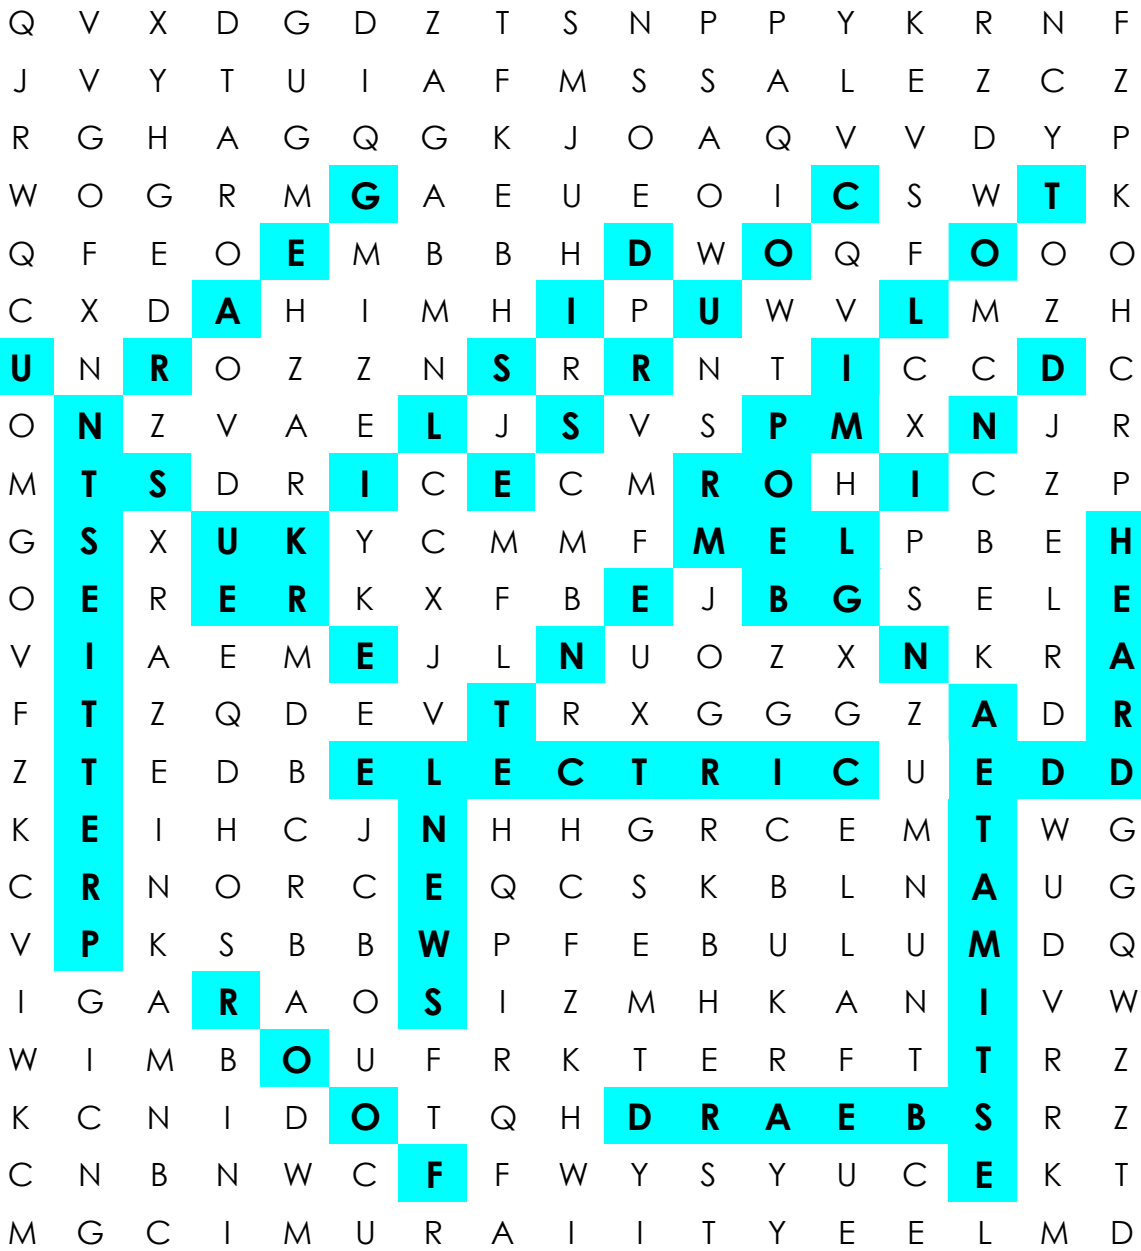 Q V X D G D Z T S N P P Y K R N F
J V Y T U I A F M S S A L E Z C Z
R G H A G Q G K J O A Q V V D Y P
W O G R M G A E U E O I C S W T K
Q F E O E M B B H D W O Q F O O O
C X D A H I M H I P U W V L M Z H
U N R O Z Z N S R R N T I C C D C
O N Z V A E L J S V S P M X N J R
M T S D R I C E C M R O H I C Z P
G S X U K Y C M M F M E L P B E H
O E R E R K X F B E J B G S E L E
V I A E M E J L N U O Z X N K R A
F T Z Q D E V T R X G G G Z A D R
Z T E D B E L E C T R I C U E D D
K E I H C J N H H G R C E M T W G
C R N O R C E Q C S K B L N A U G
V P K S B B W P F E B U L U M D Q
I G A R A O S I Z M H K A N I V W
W I M B O U F R K T E R F T T R Z
K C N I D O T Q H D R A E B S R Z
C N B N W C F F W Y S Y U C E K T
M G C I M U R A I I T Y E E L M D